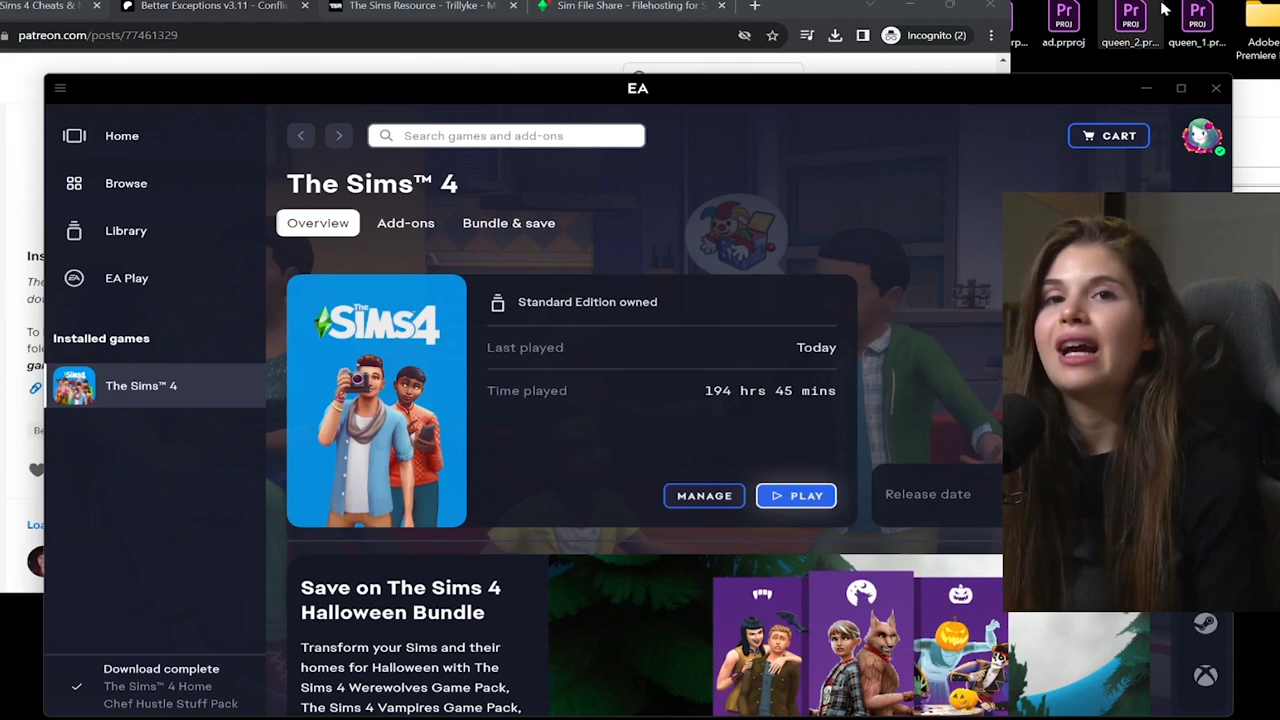 Sims 4 Cheats &
Better Exceptions v3.11 - Conflic
The Sims Resource - Trillyke - M
Sim File Share - Filehosting for S
patreon.com/posts/77461329
Incognito (2)
ad.prproj
queen_2.pr...
queen_1.pr...
Adobe
Premiere
EA
Home
Browse
Library
EA Play
Installed games
The Sims™ 4
Download complete
The Sims™ 4 Home
Chef Hustle Stuff Pack
Search games and add-ons
CART
The Sims™ 4
Overview
Add-ons
Bundle & save
THE SIMS 4
Standard Edition owned
Last played
Today
Time played
194 hrs 45 mins
MANAGE
PLAY
Release date
Save on The Sims 4
Halloween Bundle
Transform your Sims and their
homes for Halloween with The
Sims 4 Werewolves Game Pack,
The Sims 4 Vampires Game Pack,